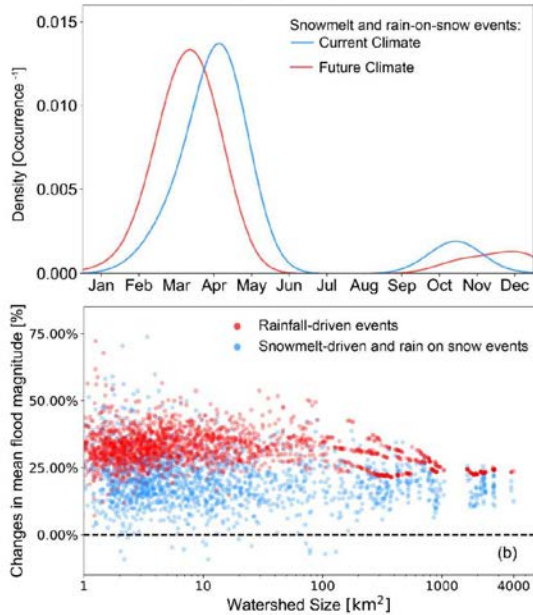 Snowmelt and rain-on-snow events:
Current Climate
Future Climate
Density [Occurrence⁻¹]
0.015
0.010
0.005
0.000
Jan Feb Mar Apr May Jun Jul Aug Sep Oct Nov Dec
Changes in mean flood magnitude [%]
Rainfall-driven events
Snowmelt-driven and rain on snow events
75.00%
50.00%
25.00%
0.00%
(b)
1 10 100 1000 4000
Watershed Size [km²]